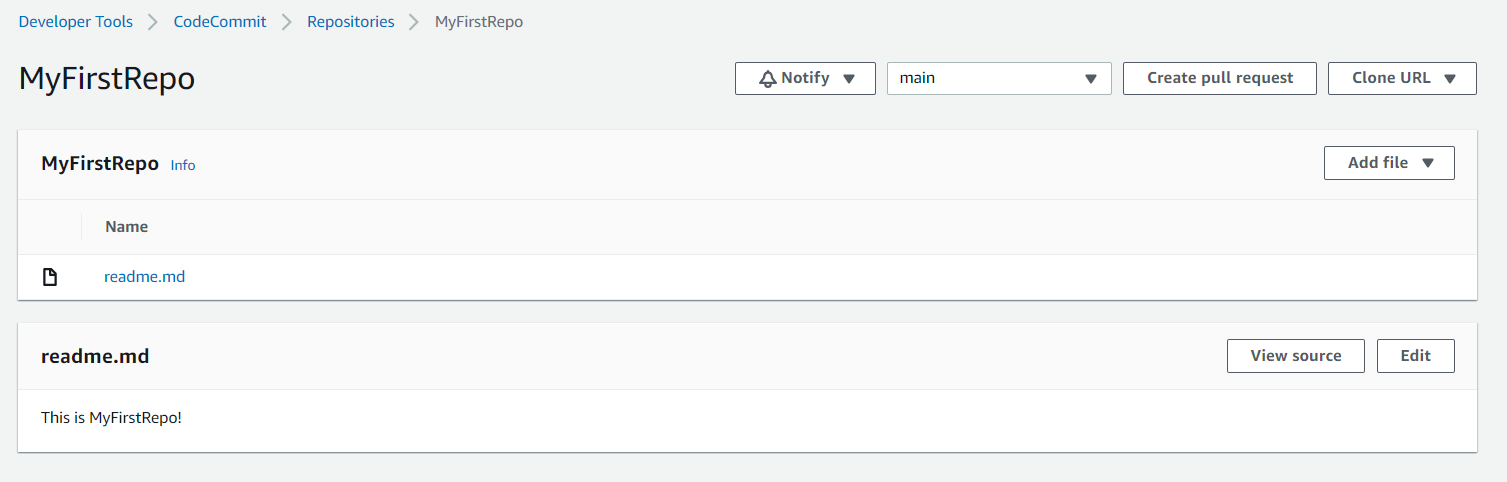 Developer Tools > CodeCommit > Repositories > MyFirstRepo
MyFirstRepo
Notify main Create pull request Clone URL
MyFirstRepo Info Add file
Name
readme.md
readme.md View source Edit
This is MyFirstRepo!